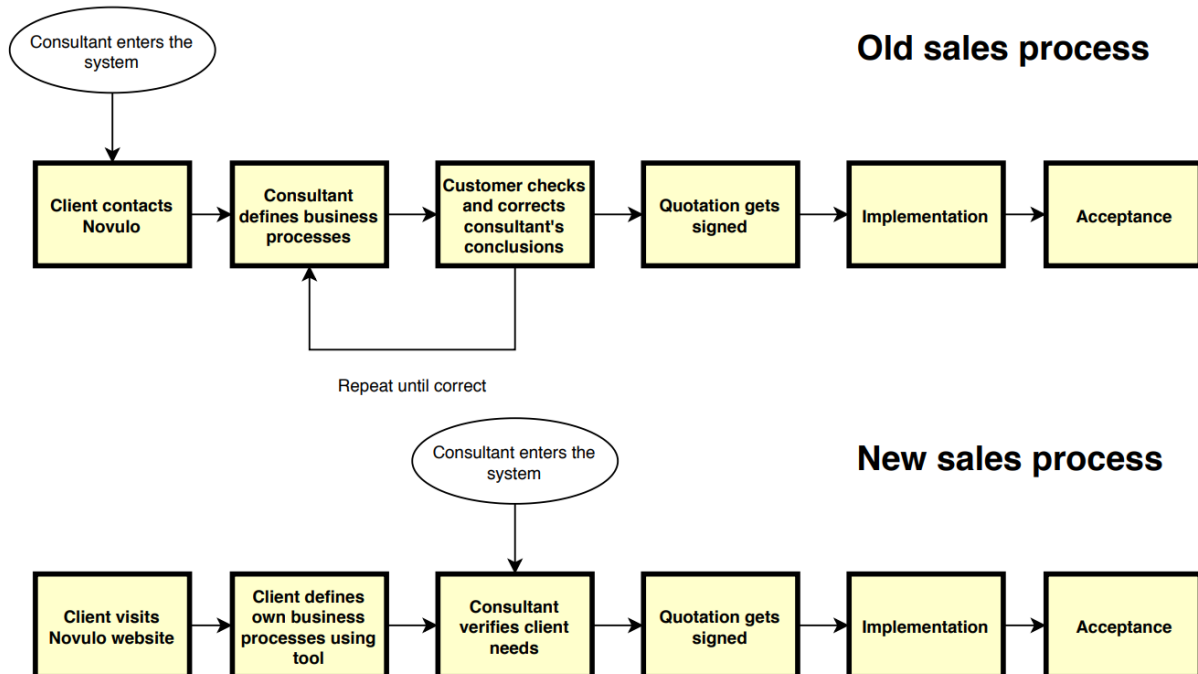 Consultant enters the
system
Old sales process
Client contacts
Novulo
Consultant
defines business
processes
Customer checks
and corrects
consultant's
conclusions
Quotation gets
signed
Implementation
Acceptance
Repeat until correct
Consultant enters the
system
New sales process
Client visits
Novulo website
Client defines
own business
processes using
tool
Consultant
verifies client
needs
Quotation gets
signed
Implementation
Acceptance